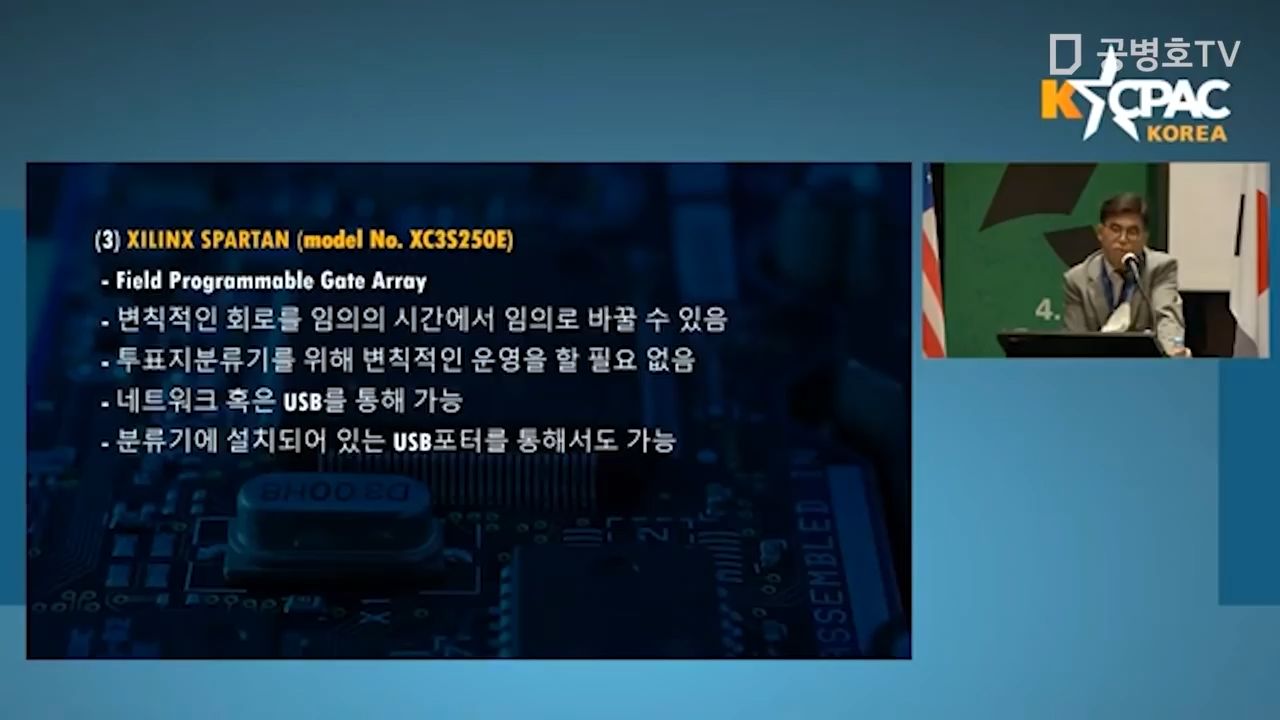 공병호TV
KCPAC
KOREA
(3) XILINX SPARTAN (model No. XC3S250E)
- Field Programmable Gate Array
- 변칙적인 회로를 임의의 시간에서 임의로 바꿀 수 있음
- 투표지분류기를 위해 변칙적인 운영을 할 필요 없음
- 네트워크 혹은 USB를 통해 가능
- 분류기에 설치되어 있는 USB포터를 통해서도 가능
4.
X1
ASSEMBLED